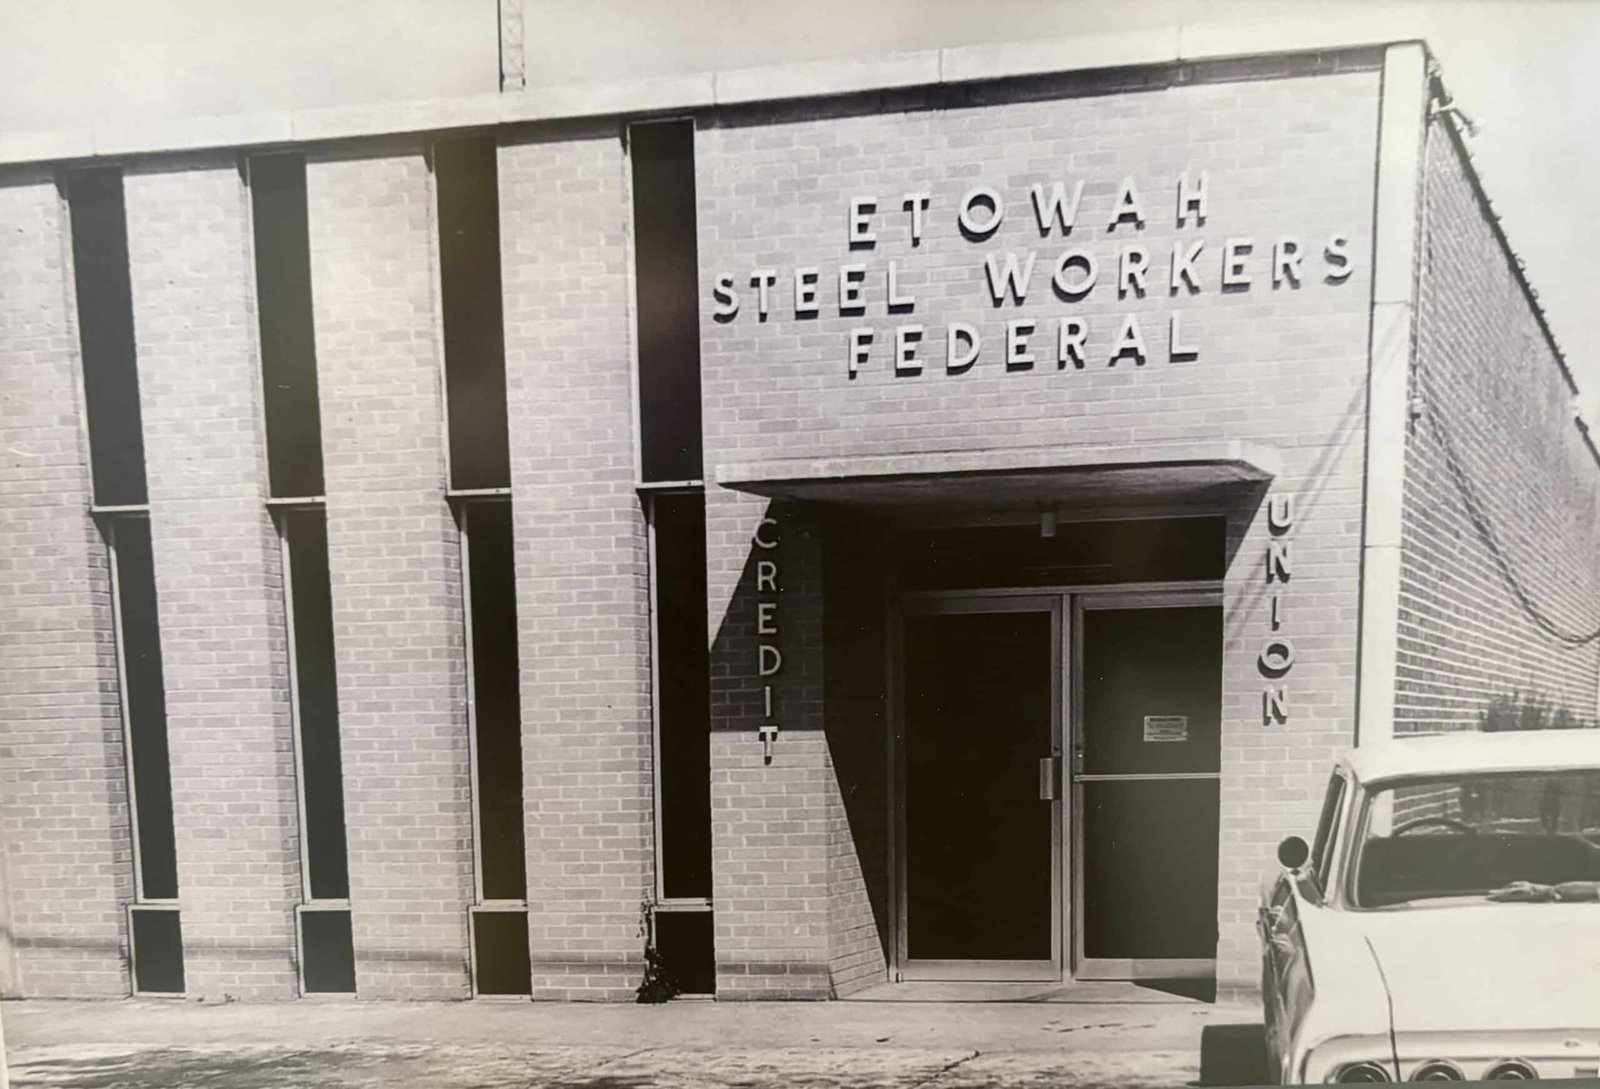 ETOWAH
STEEL WORKERS
FEDERAL
CREDIT
UNION